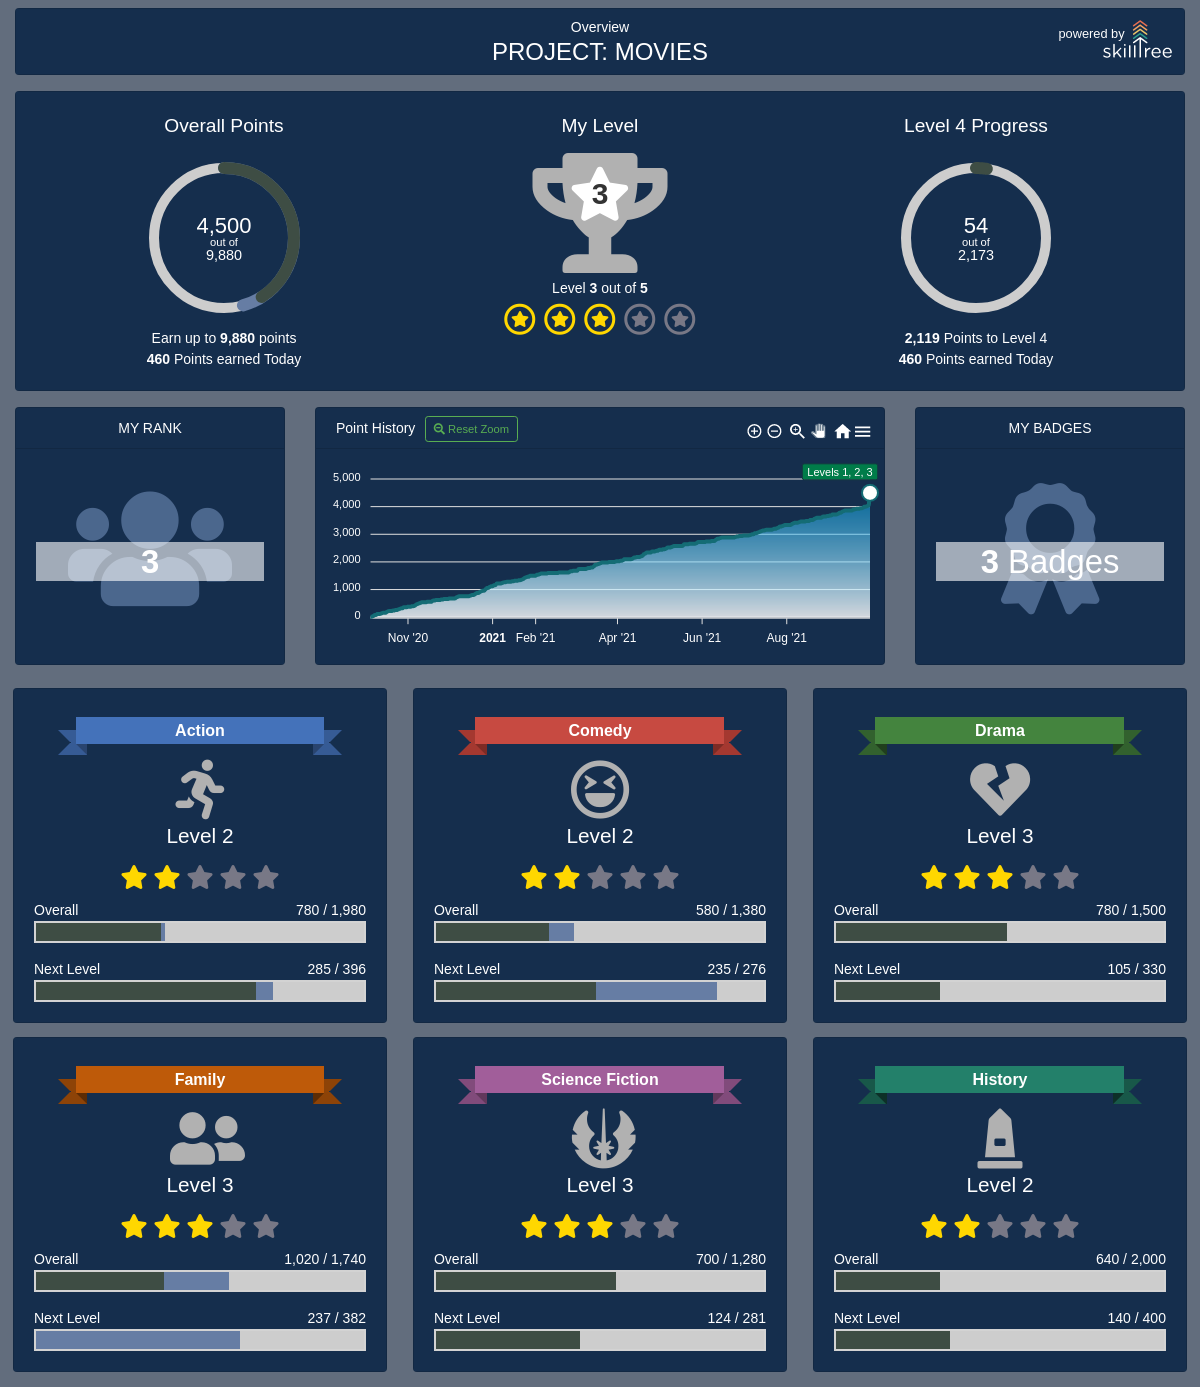 Overview
PROJECT: MOVIES
powered by
skilltree
Overall Points
4,500
out of
9,880
Earn up to 9,880 points
460 Points earned Today
My Level
3
Level 3 out of 5
Level 4 Progress
54
out of
2,173
2,119 Points to Level 4
460 Points earned Today
MY RANK
3
Point History
Reset Zoom
Levels 1, 2, 3
5,000
4,000
3,000
2,000
1,000
0
Nov '20
2021
Feb '21
Apr '21
Jun '21
Aug '21
MY BADGES
3 Badges
Action
Level 2
Overall 780 / 1,980
Next Level 285 / 396
Comedy
Level 2
Overall 580 / 1,380
Next Level 235 / 276
Drama
Level 3
Overall 780 / 1,500
Next Level 105 / 330
Family
Level 3
Overall 1,020 / 1,740
Next Level 237 / 382
Science Fiction
Level 3
Overall 700 / 1,280
Next Level 124 / 281
History
Level 2
Overall 640 / 2,000
Next Level 140 / 400